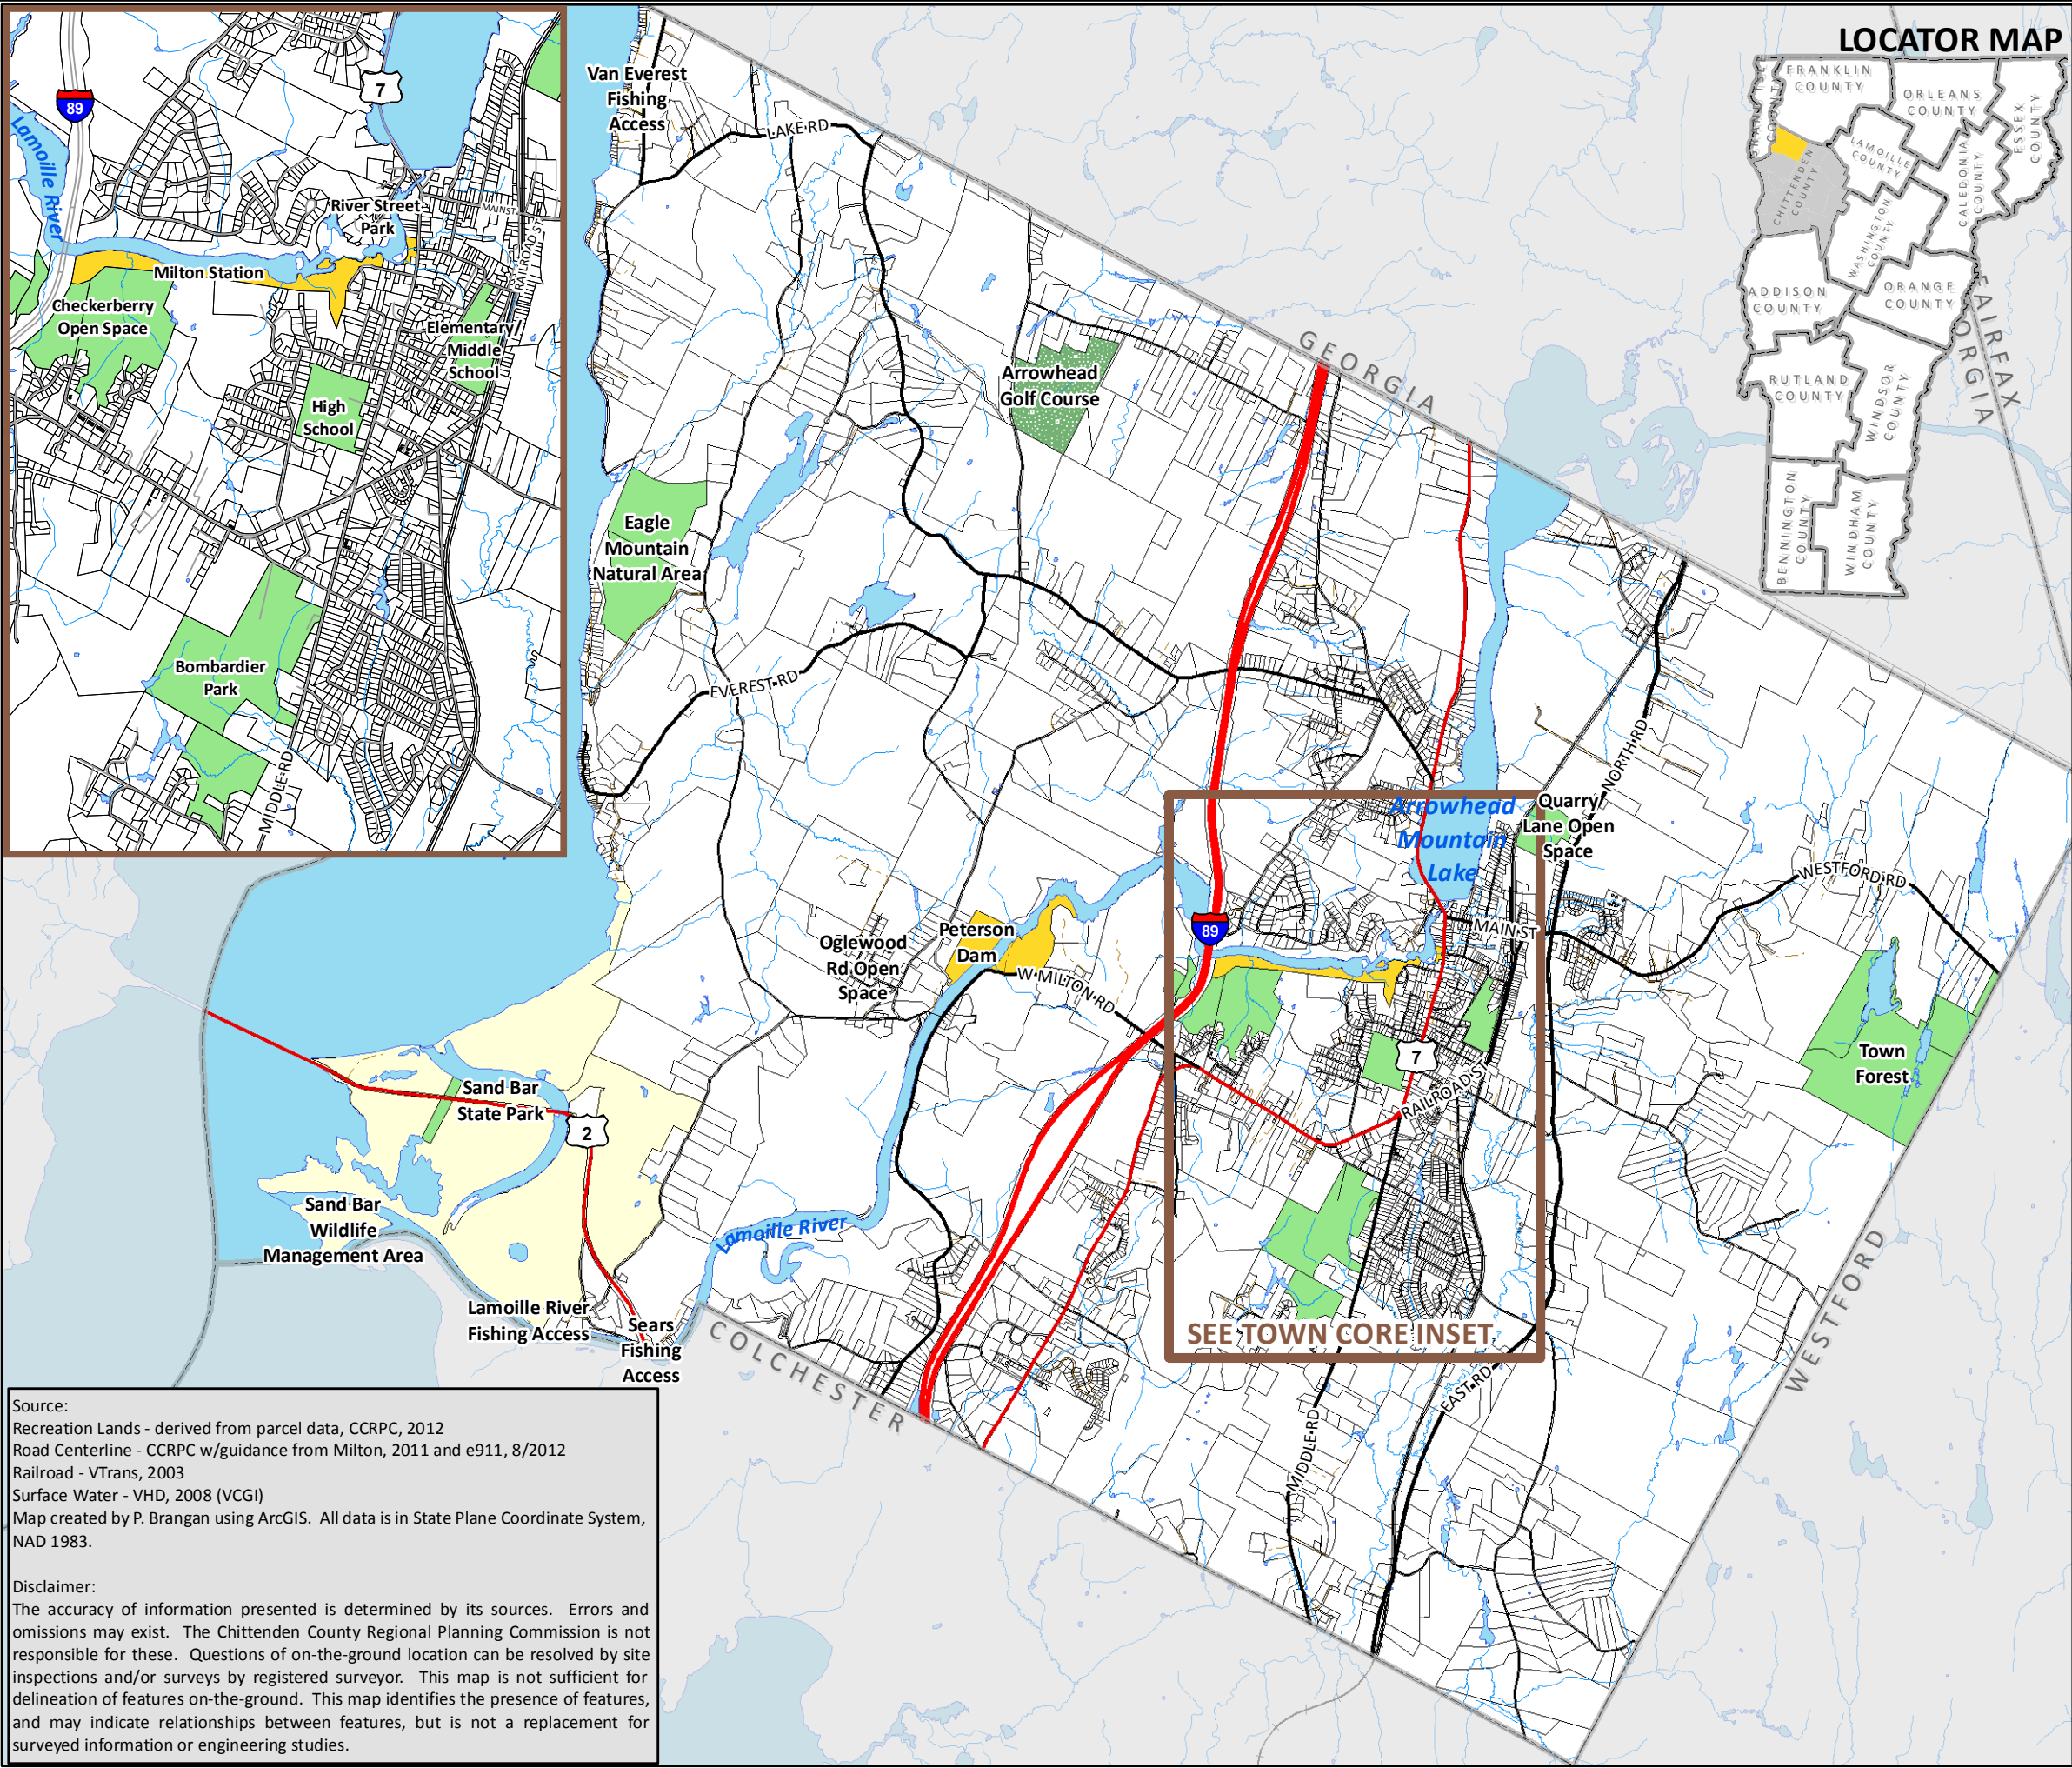 89
7
Lamoille River
River Street
Park
MAIN ST
RAILROAD ST
Milton Station
Checkerberry
Open Space
Elementary/
Middle
School
High
School
Bombardier
Park
MIDDLE RD
Van Everest
Fishing
Access
LAKE RD
LOCATOR MAP
FRANKLIN
COUNTY
ORLEANS
COUNTY
ESSEX
COUNTY
LAMOILLE
COUNTY
CALEDONIA
COUNTY
CHITTENDEN
COUNTY
WASHINGTON
COUNTY
ADDISON
COUNTY
ORANGE
COUNTY
RUTLAND
COUNTY
WINDSOR
COUNTY
BENNINGTON
COUNTY
WINDHAM
COUNTY
FAIRFAX
GEORGIA
Arrowhead
Golf Course
Eagle
Mountain
Natural Area
EVEREST RD
NORTH RD
Arrowhead
Mountain
Lake
Quarry
Lane Open
Space
WESTFORD RD
89
MAIN ST
Peterson
Dam
Oglewood
Rd Open
Space
W MILTON RD
7
RAILROAD ST
Town
Forest
Sand Bar
State Park
2
Sand Bar
Wildlife
Management Area
Lamoille River
Lamoille River
Fishing Access
Sears
Fishing
Access
COLCHESTER
SEE TOWN CORE INSET
WESTFORD
MIDDLE RD
EAST RD
Source:
Recreation Lands - derived from parcel data, CCRPC, 2012
Road Centerline - CCRPC w/guidance from Milton, 2011 and e911, 8/2012
Railroad - VTrans, 2003
Surface Water - VHD, 2008 (VCGI)
Map created by P. Brangan using ArcGIS. All data is in State Plane Coordinate System,
NAD 1983.
Disclaimer:
The accuracy of information presented is determined by its sources. Errors and
omissions may exist. The Chittenden County Regional Planning Commission is not
responsible for these. Questions of on-the-ground location can be resolved by site
inspections and/or surveys by registered surveyor. This map is not sufficient for
delineation of features on-the-ground. This map identifies the presence of features,
and may indicate relationships between features, but is not a replacement for
surveyed information or engineering studies.